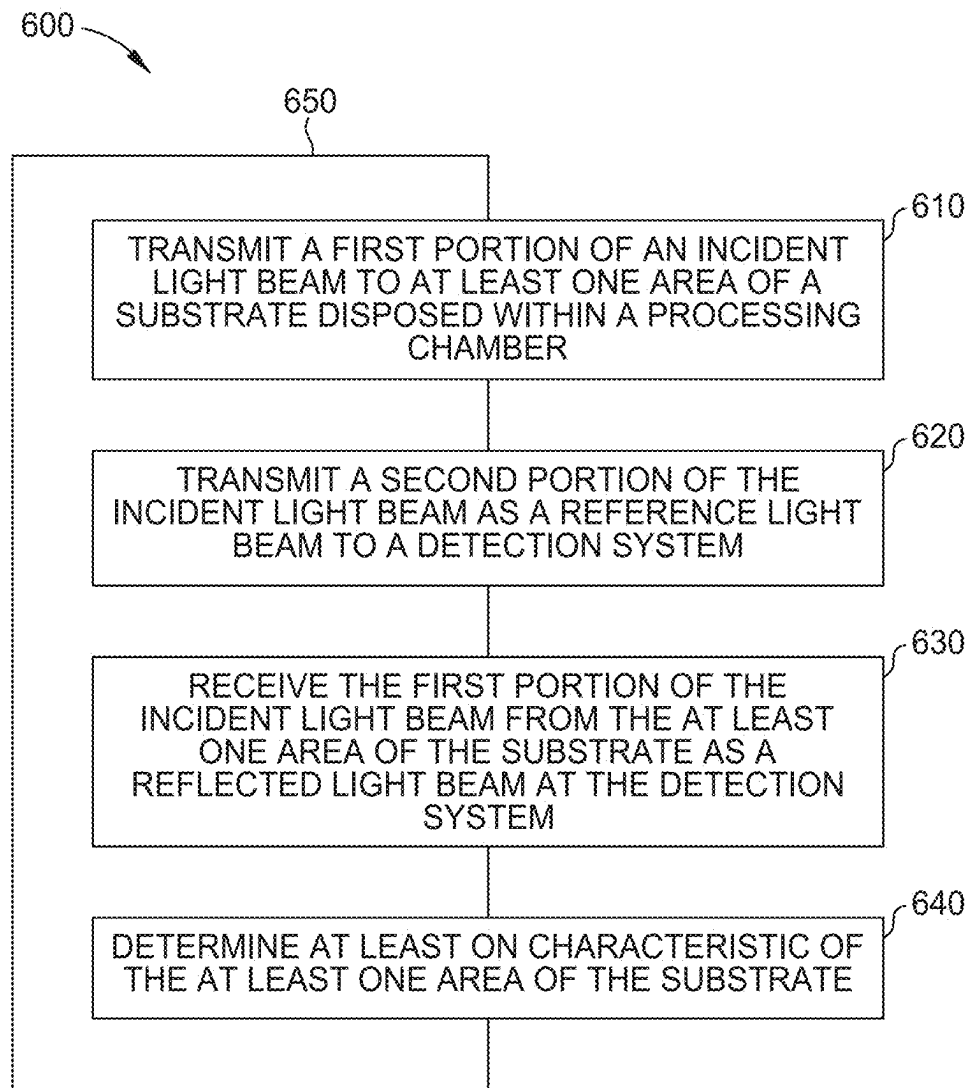 600
650
610
TRANSMIT A FIRST PORTION OF AN INCIDENT
LIGHT BEAM TO AT LEAST ONE AREA OF A
SUBSTRATE DISPOSED WITHIN A PROCESSING
CHAMBER
620
TRANSMIT A SECOND PORTION OF THE
INCIDENT LIGHT BEAM AS A REFERENCE LIGHT
BEAM TO A DETECTION SYSTEM
630
RECEIVE THE FIRST PORTION OF THE
INCIDENT LIGHT BEAM FROM THE AT LEAST
ONE AREA OF THE SUBSTRATE AS A
REFLECTED LIGHT BEAM AT THE DETECTION
SYSTEM
640
DETERMINE AT LEAST ON CHARACTERISTIC OF
THE AT LEAST ONE AREA OF THE SUBSTRATE